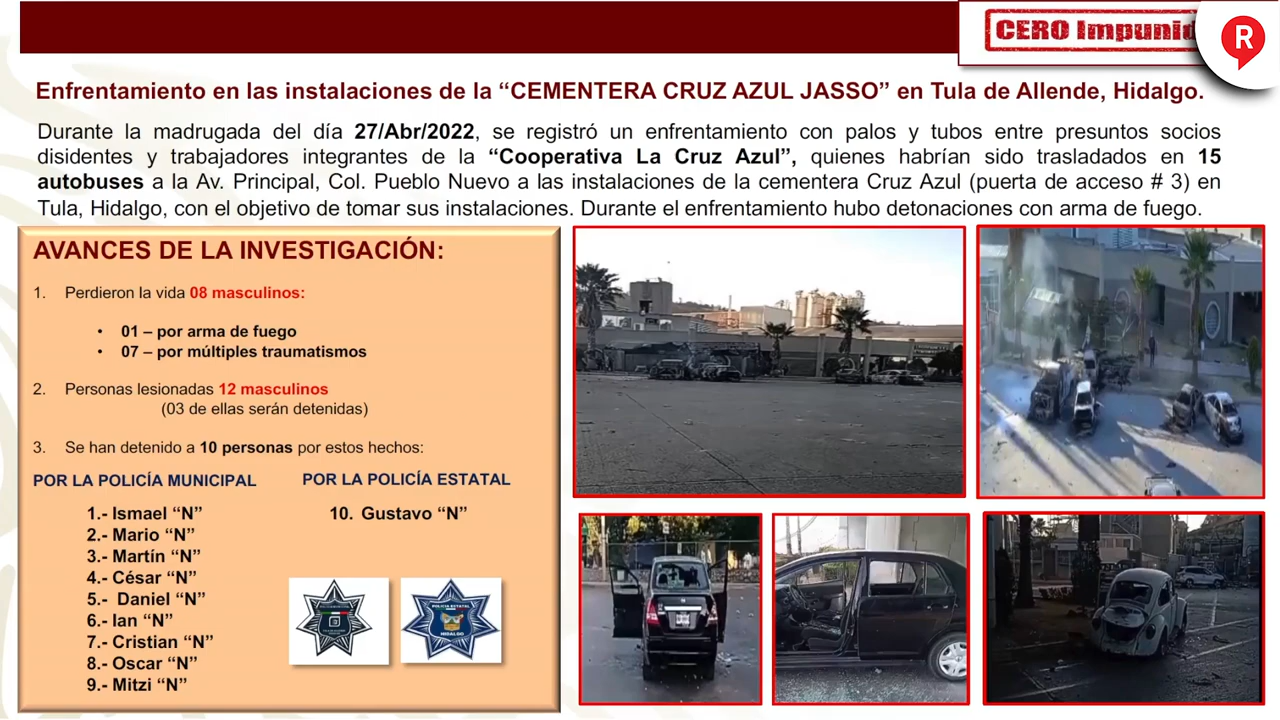 CERO Impunid
R
Enfrentamiento en las instalaciones de la “CEMENTERA CRUZ AZUL JASSO” en Tula de Allende, Hidalgo.
Durante la madrugada del día 27/Abr/2022, se registró un enfrentamiento con palos y tubos entre presuntos socios
disidentes y trabajadores integrantes de la “Cooperativa La Cruz Azul”, quienes habrían sido trasladados en 15
autobuses a la Av. Principal, Col. Pueblo Nuevo a las instalaciones de la cementera Cruz Azul (puerta de acceso # 3) en
Tula, Hidalgo, con el objetivo de tomar sus instalaciones. Durante el enfrentamiento hubo detonaciones con arma de fuego.
AVANCES DE LA INVESTIGACIÓN:
1. Perdieron la vida 08 masculinos:
• 01 – por arma de fuego
• 07 – por múltiples traumatismos
2. Personas lesionadas 12 masculinos
(03 de ellas serán detenidas)
3. Se han detenido a 10 personas por estos hechos:
POR LA POLICÍA MUNICIPAL
1.- Ismael “N”
2.- Mario “N”
3.- Martín “N”
4.- César “N”
5.- Daniel “N”
6.- Ian “N”
7.- Cristian “N”
8.- Oscar “N”
9.- Mitzi “N”
POR LA POLICÍA ESTATAL
10. Gustavo “N”
POLICÍA ESTATAL
HIDALGO